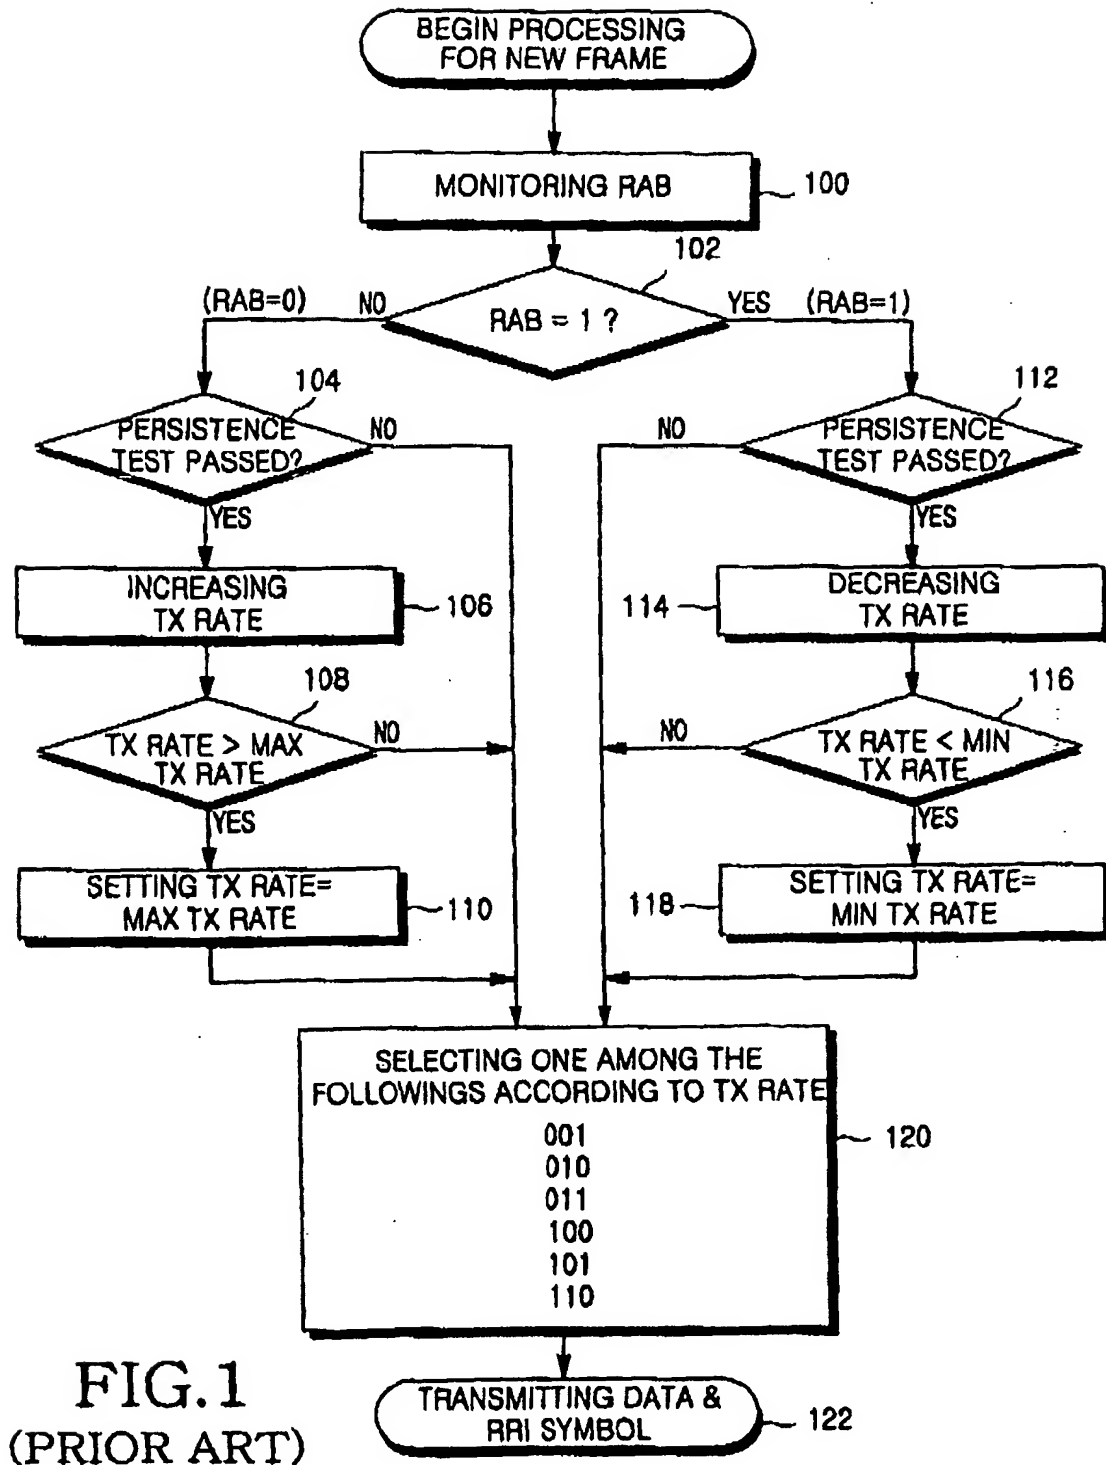 BEGIN PROCESSING
FOR NEW FRAME
MONITORING RAB
100
102
(RAB=0)
NO
RAB = 1 ?
YES
(RAB=1)
104
PERSISTENCE
TEST PASSED?
NO
YES
112
PERSISTENCE
TEST PASSED?
NO
YES
INCREASING
TX RATE
106
114
DECREASING
TX RATE
108
TX RATE > MAX
TX RATE
NO
YES
116
TX RATE < MIN
TX RATE
NO
YES
SETTING TX RATE=
MAX TX RATE
110
118
SETTING TX RATE=
MIN TX RATE
SELECTING ONE AMONG THE
FOLLOWINGS ACCORDING TO TX RATE
001
010
011
100
101
110
120
TRANSMITTING DATA &
RRI SYMBOL
122
FIG.1
(PRIOR ART)